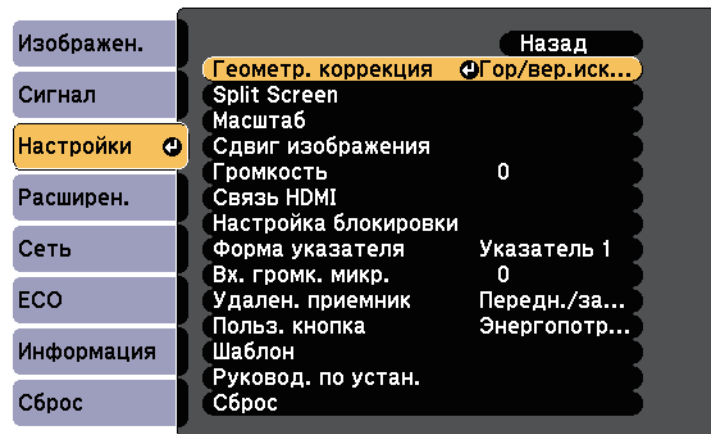 Изображен.
Сигнал
Настройки
Расширен.
Сеть
ECO
Информация
Сброс
Назад
Геометр. коррекция Гор/вер.иск...
Split Screen
Масштаб
Сдвиг изображения
Громкость 0
Связь HDMI
Настройка блокировки
Форма указателя Указатель 1
Вх. громк. микр. 0
Удален. приемник Передн./за...
Польз. кнопка Энергопотр...
Шаблон
Руковод. по устан.
Сброс